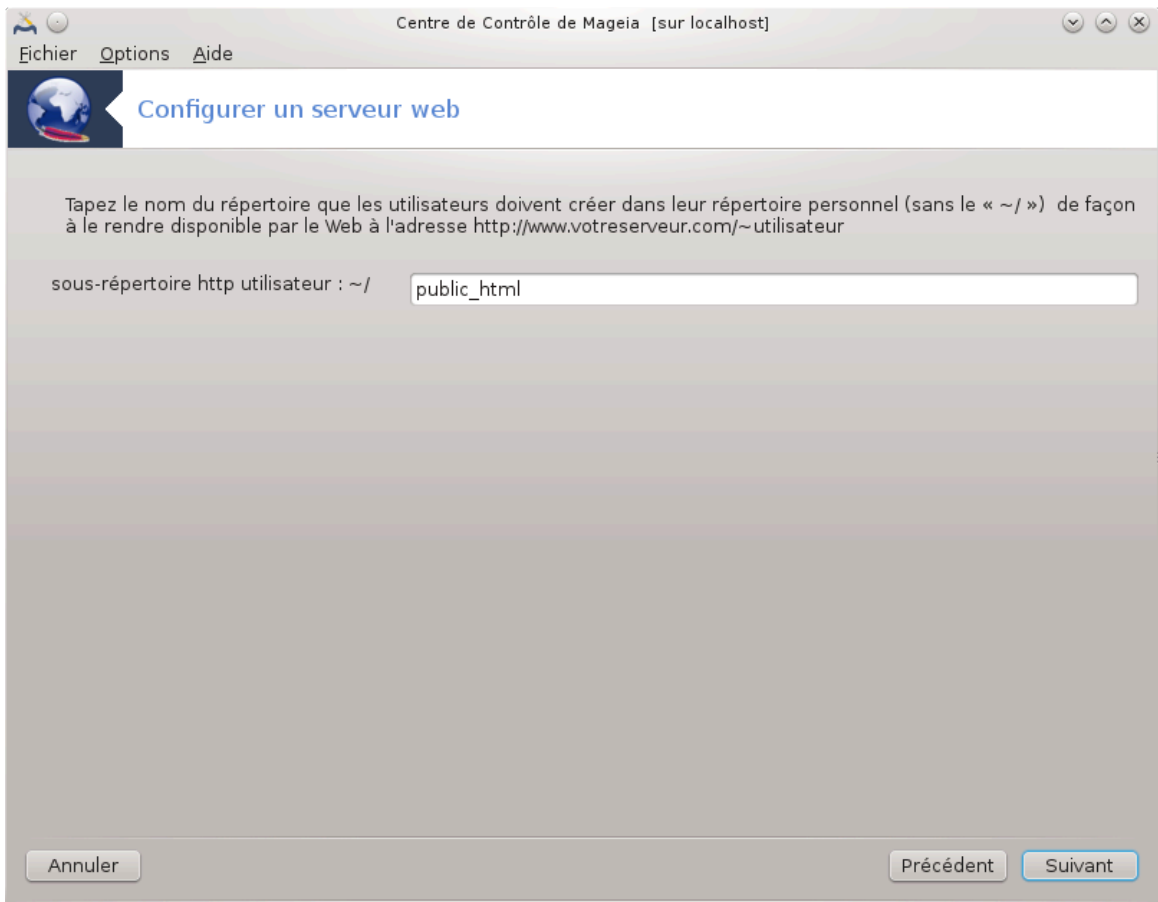 Centre de Contrôle de Mageia [sur localhost]
Fichier Options Aide
Configurer un serveur web
Tapez le nom du répertoire que les utilisateurs doivent créer dans leur répertoire personnel (sans le « ~/ ») de façon
à le rendre disponible par le Web à l'adresse http://www.votreserveur.com/~utilisateur
sous-répertoire http utilisateur : ~/ public_html
Annuler Précédent Suivant